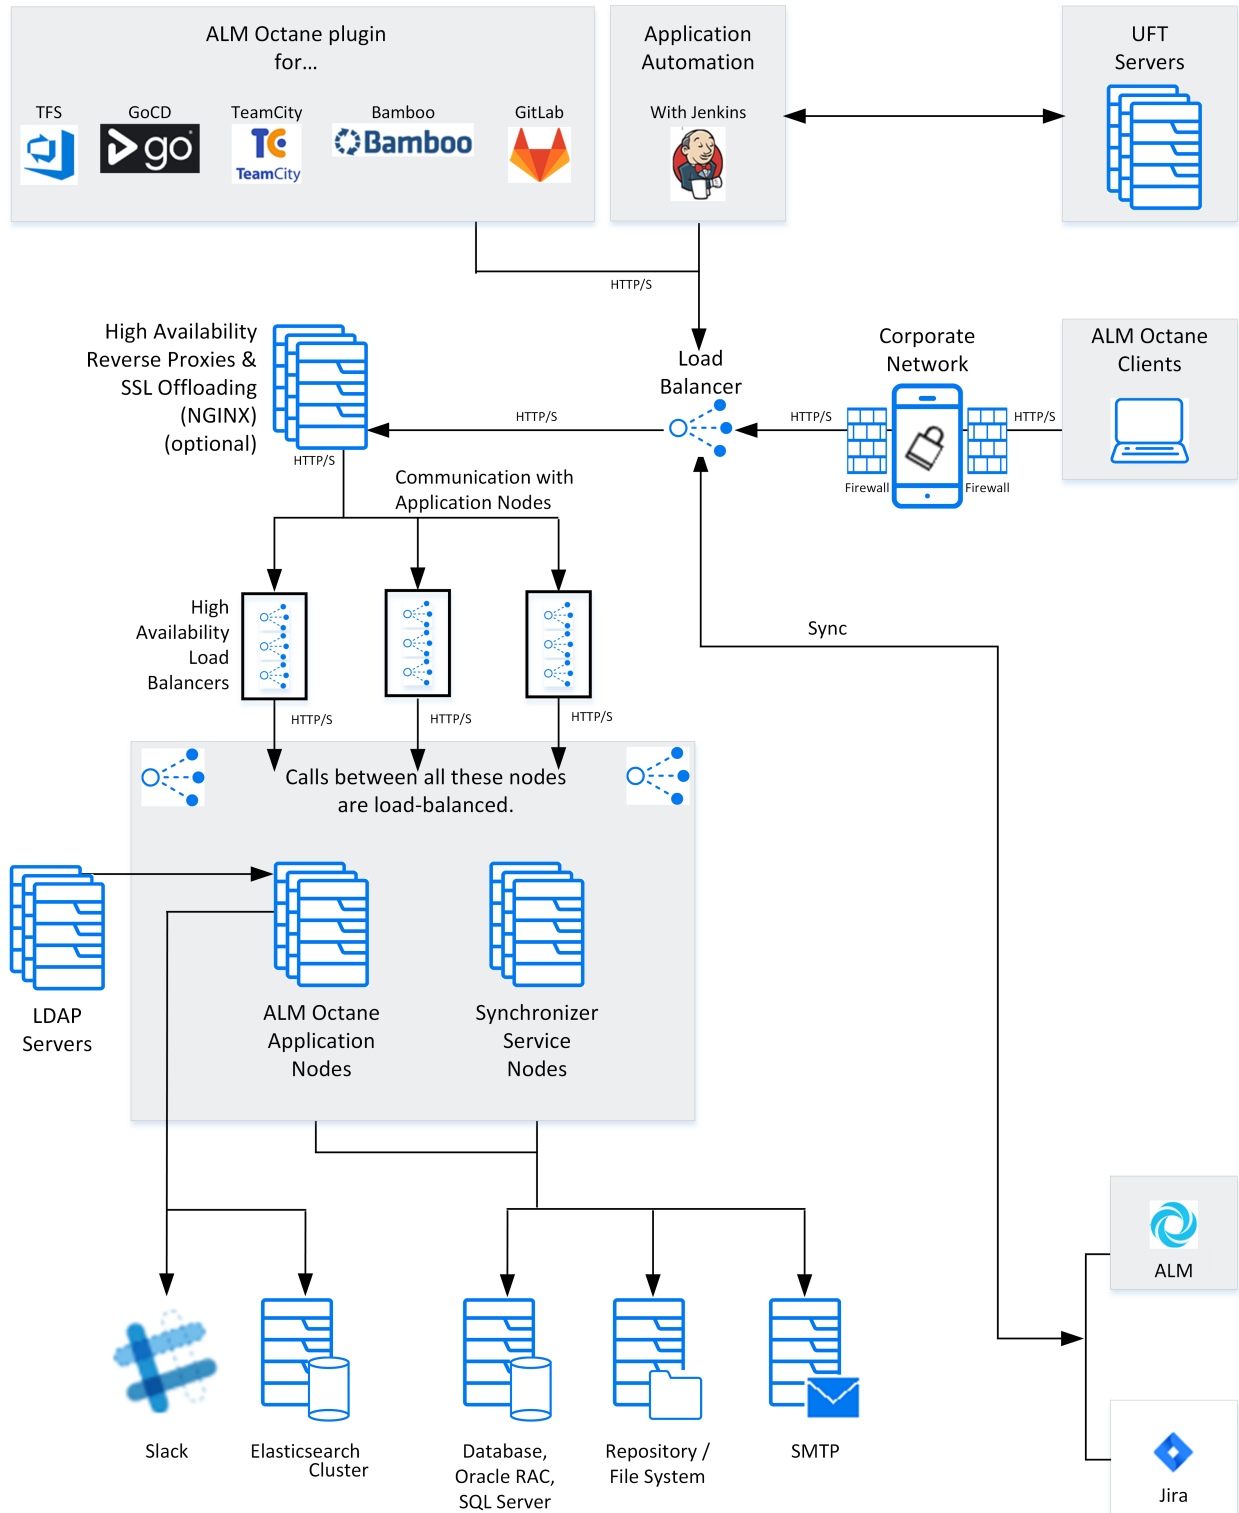 ALM Octane plugin
for...
TFS
GoCD
go
TeamCity
TC
TeamCity
Bamboo
Bamboo
GitLab
Application
Automation
With Jenkins
UFT
Servers
HTTP/S
High Availability
Reverse Proxies &
SSL Offloading
(NGINX)
(optional)
HTTP/S
HTTP/S
Load
Balancer
HTTP/S
Corporate
Network
Firewall
Firewall
HTTP/S
ALM Octane
Clients
Communication with
Application Nodes
High
Availability
Load
Balancers
HTTP/S
HTTP/S
HTTP/S
Sync
Calls between all these nodes
are load-balanced.
LDAP
Servers
ALM Octane
Application
Nodes
Synchronizer
Service
Nodes
ALM
Jira
Slack
Elasticsearch
Cluster
Database,
Oracle RAC,
SQL Server
Repository /
File System
SMTP